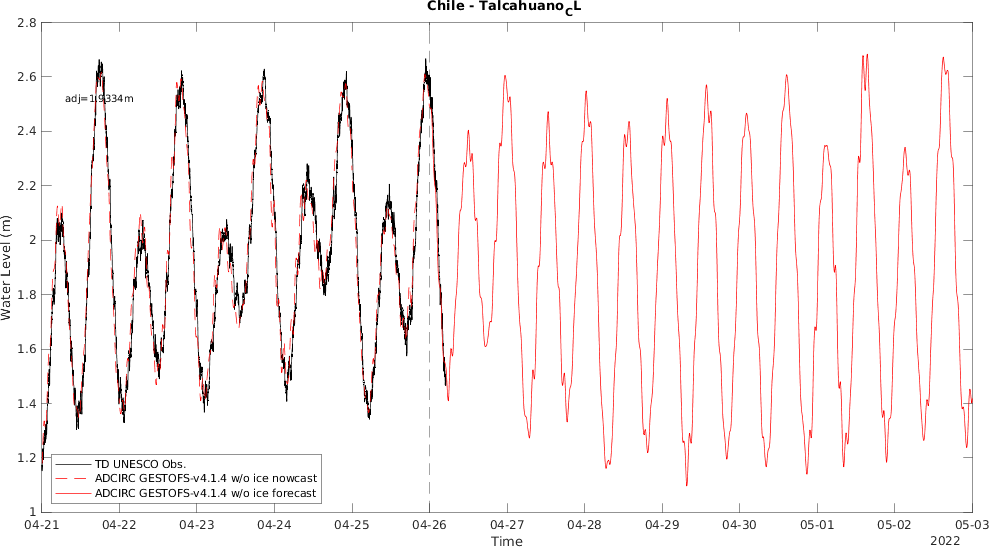 Chile - Talcahuano_CL
2.8
2.6
2.4
2.2
2
1.8
1.6
1.4
1.2
1
Water Level (m)
adj=1.9334m
TD UNESCO Obs.
ADCIRC GESTOFS-v4.1.4 w/o ice nowcast
ADCIRC GESTOFS-v4.1.4 w/o ice forecast
04-21 04-22 04-23 04-24 04-25 04-26 04-27 04-28 04-29 04-30 05-01 05-02 05-03
Time
2022